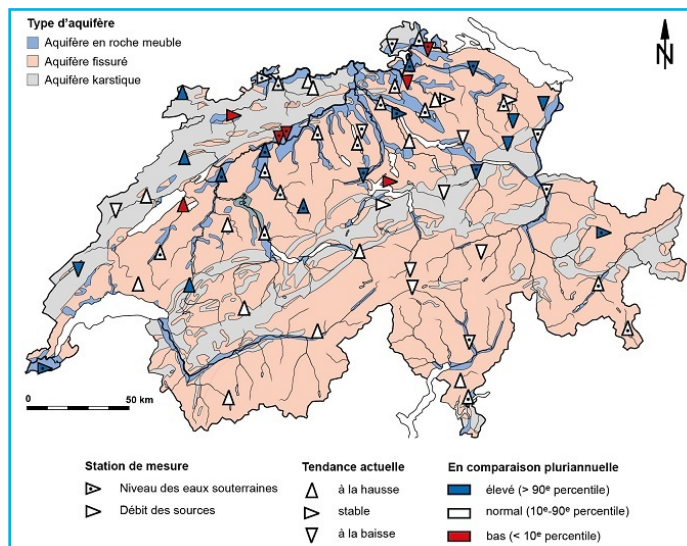 Type d'aquifère
Aquifère en roche meuble
Aquifère fissuré
Aquifère karstique
N
0 50 km
Station de mesure
Niveau des eaux souterraines
Débit des sources
Tendance actuelle
à la hausse
stable
à la baisse
En comparaison pluriannuelle
élevé (> 90e percentile)
normal (10e-90e percentile)
bas (< 10e percentile)